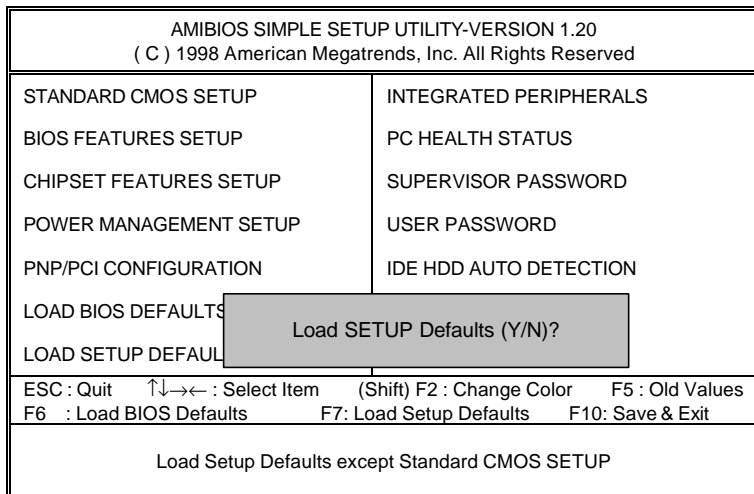 AMIBIOS SIMPLE SETUP UTILITY-VERSION 1.20
( C ) 1998 American Megatrends, Inc. All Rights Reserved
STANDARD CMOS SETUP
BIOS FEATURES SETUP
CHIPSET FEATURES SETUP
POWER MANAGEMENT SETUP
PNP/PCI CONFIGURATION
LOAD BIOS DEFAULTS
LOAD SETUP DEFAUL
INTEGRATED PERIPHERALS
PC HEALTH STATUS
SUPERVISOR PASSWORD
USER PASSWORD
IDE HDD AUTO DETECTION
Load SETUP Defaults (Y/N)?
ESC : Quit ↑↓→← : Select Item (Shift) F2 : Change Color F5 : Old Values
F6 : Load BIOS Defaults F7: Load Setup Defaults F10: Save & Exit
Load Setup Defaults except Standard CMOS SETUP